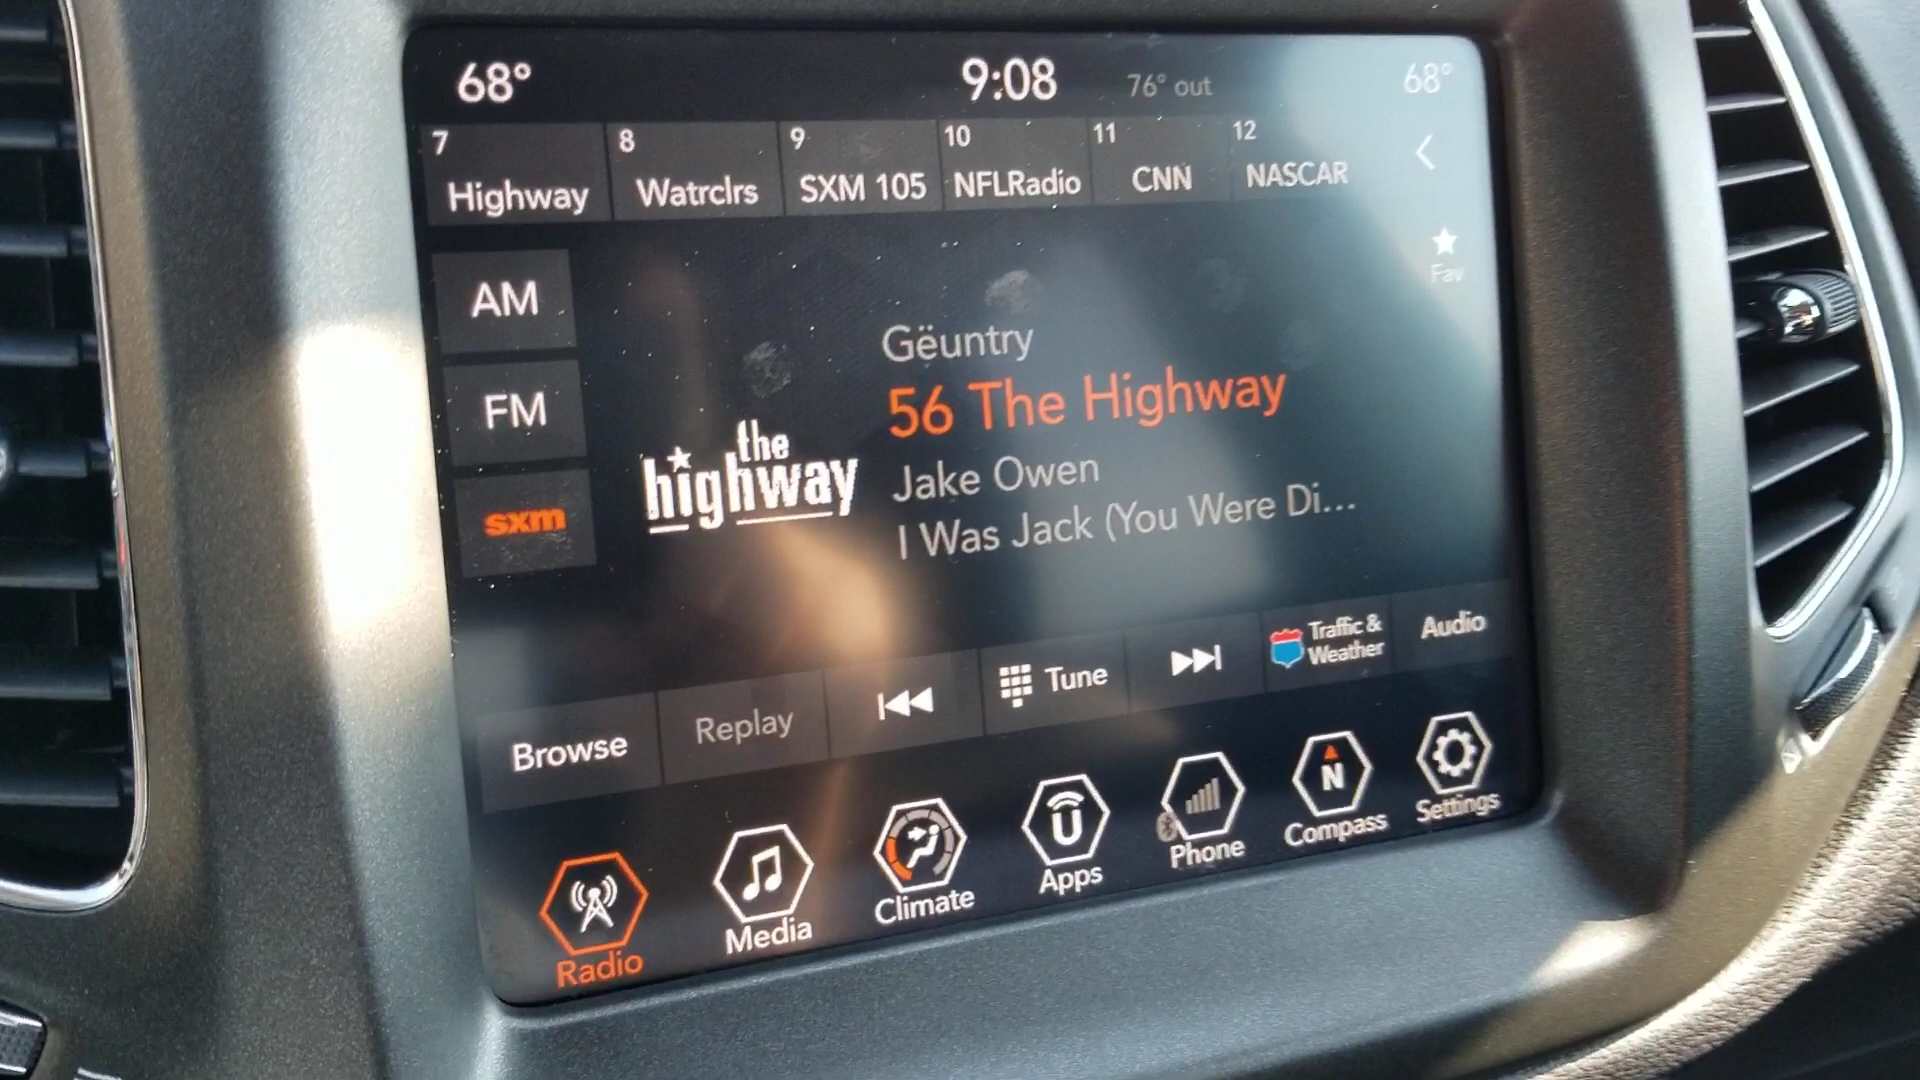 68° 9:08 76° out 68°
7 8 9 10 11 12
Highway Watrclrs SXM 105 NFLRadio CNN NASCAR
Fav
AM
FM
sxm
the
highway
Gëuntry
56 The Highway
Jake Owen
I Was Jack (You Were Di...
Browse Replay Tune Traffic & Weather Audio
Radio Media Climate U Apps Phone N Compass Settings